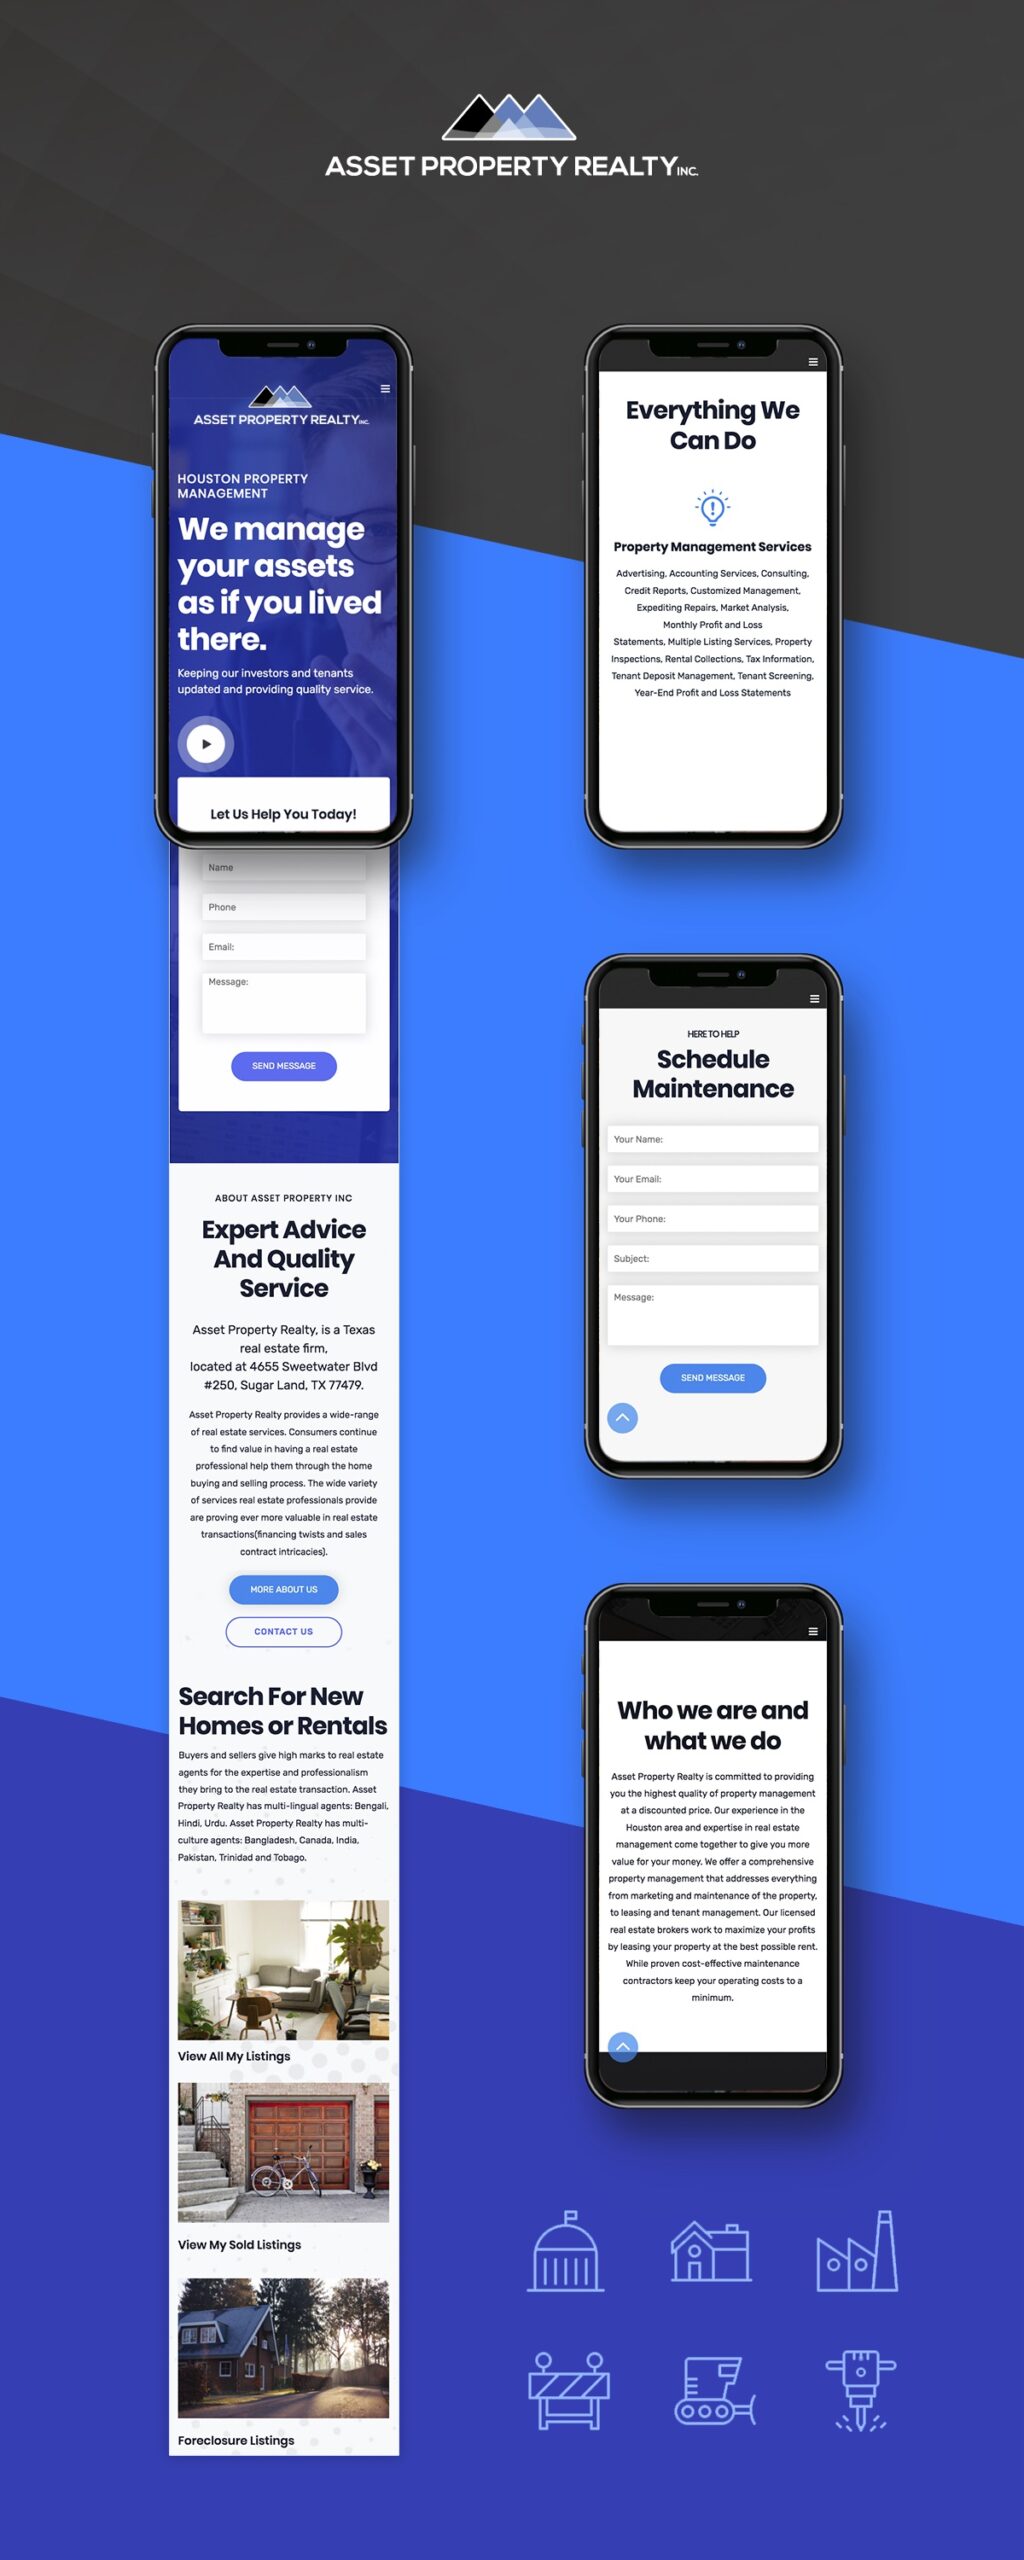 ASSET PROPERTY REALTY INC.
ASSET PROPERTY REALTY INC.
HOUSTON PROPERTY
MANAGEMENT
We manage
your assets
as if you lived
there.
Keeping our investors and tenants
updated and providing quality service.
Let Us Help You Today!
Name
Phone
Email:
Message:
SEND MESSAGE
ABOUT ASSET PROPERTY INC
Expert Advice
And Quality
Service
Asset Property Realty, is a Texas
real estate firm,
located at 4655 Sweetwater Blvd
#250, Sugar Land, TX 77479.
Asset Property Realty provides a wide-range
of real estate services. Consumers continue
to find value in having a real estate
professional help them through the home
buying and selling process. The wide variety
of services real estate professionals provide
are proving ever more valuable in real estate
transactions(financing twists and sales
contract intricacies).
MORE ABOUT US
CONTACT US
Search For New
Homes or Rentals
Buyers and sellers give high marks to real estate
agents for the expertise and professionalism
they bring to the real estate transaction. Asset
Property Realty has multi-lingual agents: Bengali,
Hindi, Urdu. Asset Property Realty has multi-
culture agents: Bangladesh, Canada, India,
Pakistan, Trinidad and Tobago.
View All My Listings
View My Sold Listings
Foreclosure Listings
Everything We
Can Do
Property Management Services
Advertising, Accounting Services, Consulting,
Credit Reports, Customized Management,
Expediting Repairs, Market Analysis,
Monthly Profit and Loss
Statements, Multiple Listing Services, Property
Inspections, Rental Collections, Tax Information,
Tenant Deposit Management, Tenant Screening,
Year-End Profit and Loss Statements
HERE TO HELP
Schedule
Maintenance
Your Name:
Your Email:
Your Phone:
Subject:
Message:
SEND MESSAGE
Who we are and
what we do
Asset Property Realty is committed to providing
you the highest quality of property management
at a discounted price. Our experience in the
Houston area and expertise in real estate
management come together to give you more
value for your money. We offer a comprehensive
property management that addresses everything
from marketing and maintenance of the property,
to leasing and tenant management. Our licensed
real estate brokers work to maximize your profits
by leasing your property at the best possible rent.
While proven cost-effective maintenance
contractors keep your operating costs to a
minimum.